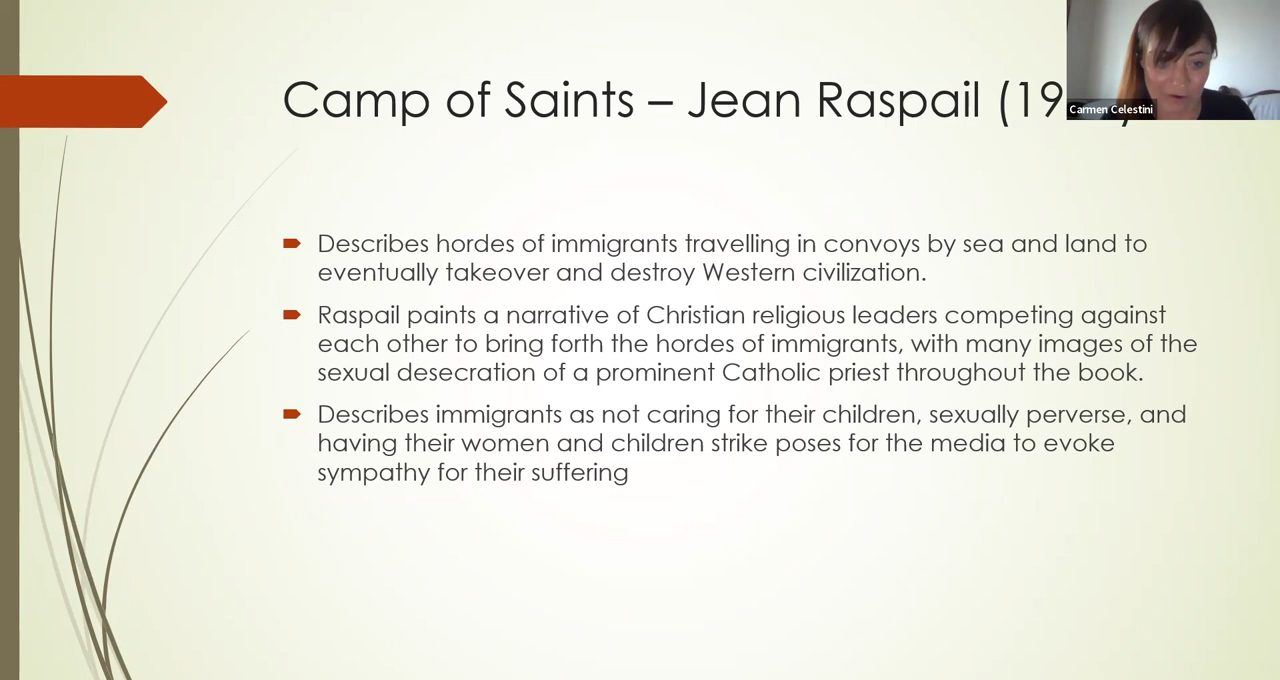 Camp of Saints – Jean Raspail (19
Carmen Celestini
Describes hordes of immigrants travelling in convoys by sea and land to
eventually takeover and destroy Western civilization.
Raspail paints a narrative of Christian religious leaders competing against
each other to bring forth the hordes of immigrants, with many images of the
sexual desecration of a prominent Catholic priest throughout the book.
Describes immigrants as not caring for their children, sexually perverse, and
having their women and children strike poses for the media to evoke
sympathy for their suffering